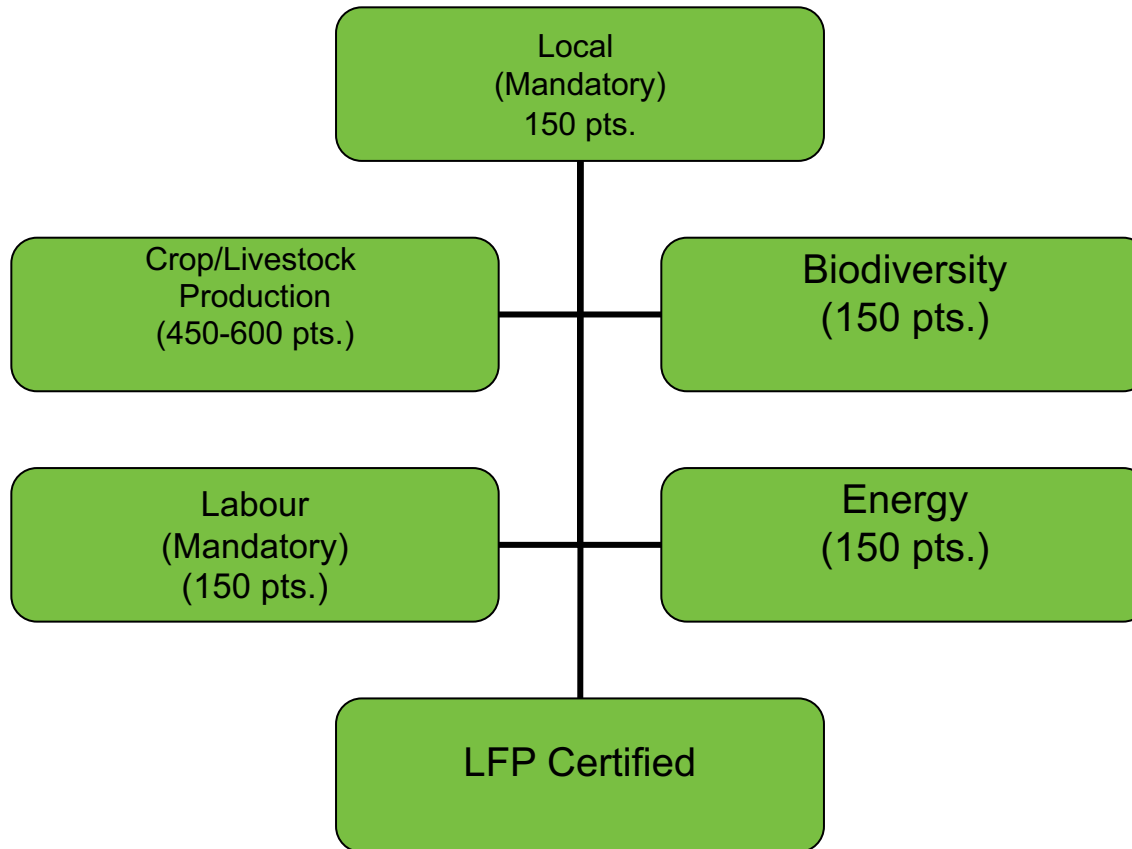 Local
(Mandatory)
150 pts.
Crop/Livestock
Production
(450-600 pts.)
Biodiversity
(150 pts.)
Labour
(Mandatory)
(150 pts.)
Energy
(150 pts.)
LFP Certified